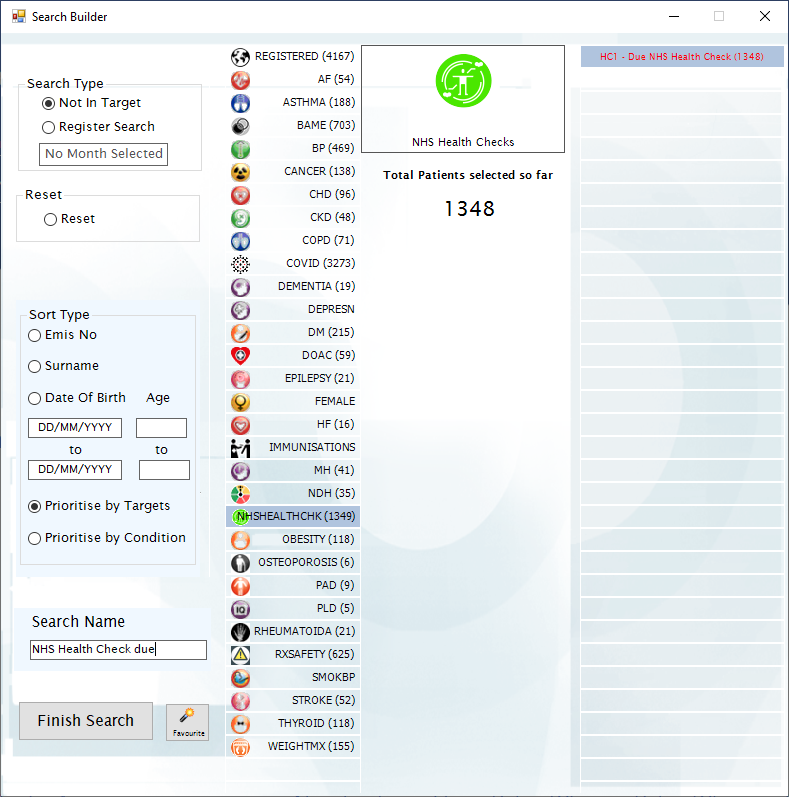 Search Builder
Search Type
Not In Target
Register Search
No Month Selected
Reset
Reset
Sort Type
Emis No
Surname
Date Of Birth Age
DD/MM/YYYY
to to
DD/MM/YYYY
Prioritise by Targets
Prioritise by Condition
Search Name
NHS Health Check due
Finish Search
Favourite
REGISTERED (4167)
AF (54)
ASTHMA (188)
BAME (703)
BP (469)
CANCER (138)
CHD (96)
CKD (48)
COPD (71)
COVID (3273)
DEMENTIA (19)
DEPRESN
DM (215)
DOAC (59)
EPILEPSY (21)
FEMALE
HF (16)
IMMUNISATIONS
MH (41)
NDH (35)
NHSHEALTHCHK (1349)
OBESITY (118)
OSTEOPOROSIS (6)
PAD (9)
IQ PLD (5)
RHEUMATOIDA (21)
RXSAFETY (625)
SMOKBP
STROKE (52)
THYROID (118)
WEIGHTMX (155)
NHS Health Checks
Total Patients selected so far
1348
HC1 - Due NHS Health Check (1348)